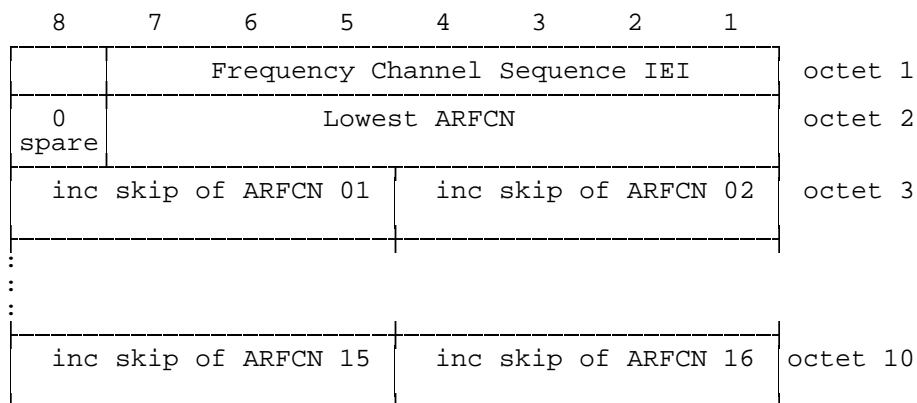 8 7 6 5 4 3 2 1
Frequency Channel Sequence IEI octet 1
0 Lowest ARFCN octet 2
spare
inc skip of ARFCN 01 inc skip of ARFCN 02 octet 3
:
:
:
inc skip of ARFCN 15 inc skip of ARFCN 16 octet 10